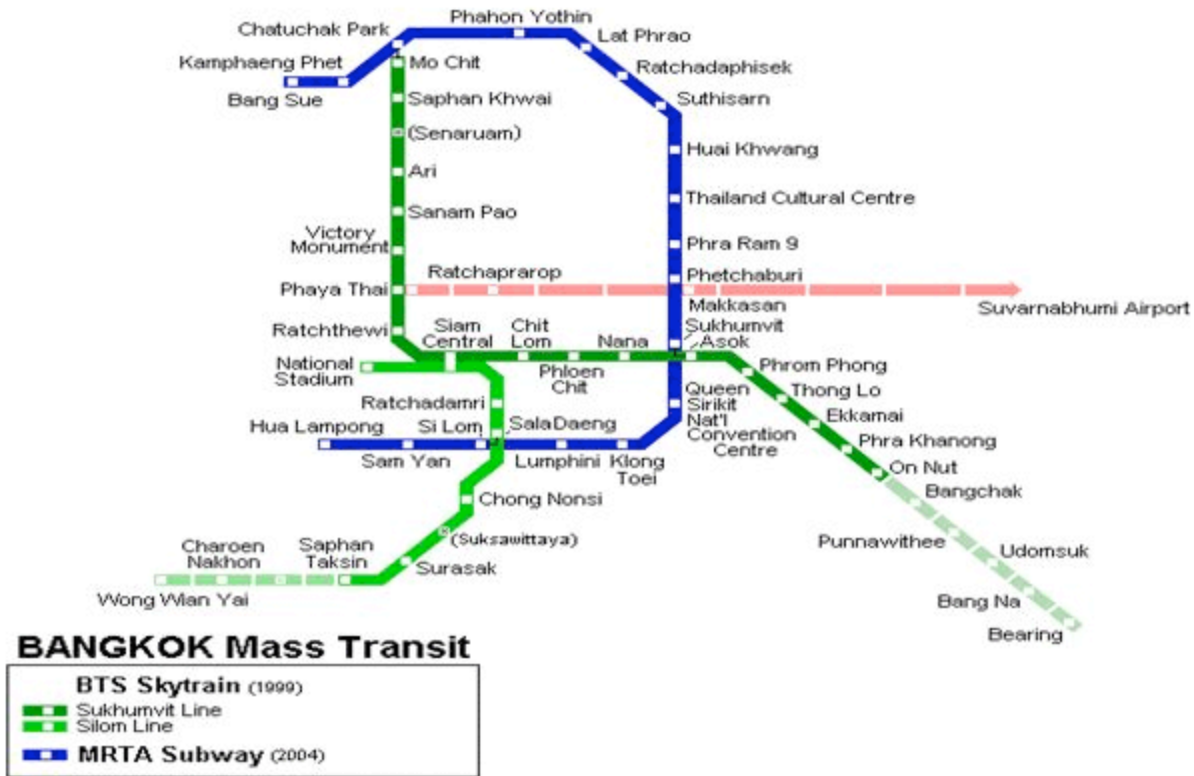 Phahon Yothin
Chatuchak Park
Lat Phrao
Kamphaeng Phet
Mo Chit
Ratchadaphisek
Bang Sue
Saphan Khwai
Suthisarn
(Senaruam)
Huai Khwang
Ari
Thailand Cultural Centre
Sanam Pao
Victory
Monument
Phra Ram 9
Ratchaprarop
Phetchaburi
Phaya Thai
Makkasan
Suvarnabhumi Airport
Ratchthewi
Siam
Central
Chit
Lom
Nana
Sukhumvit
Asok
National
Stadium
Phloen
Chit
Phrom Phong
Thong Lo
Ratchadamri
Queen
Sirikit
Nat'l
Convention
Centre
Ekkamai
Hua Lampong
Si Lom
SalaDaeng
Phra Khanong
Sam Yan
Lumphini
Klong
Toei
On Nut
Bangchak
Chong Nonsi
(Suksawittaya)
Punnawithee
Udomsuk
Charoen
Nakhon
Saphan
Taksin
Surasak
Wong Wian Yai
Bang Na
Bearing
BANGKOK Mass Transit
BTS Skytrain (1999)
Sukhumvit Line
Silom Line
MRTA Subway (2004)